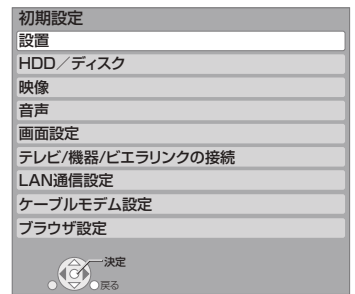 初期設定
設置
HDD／ディスク
映像
音声
画面設定
テレビ/機器/ビエラリンクの接続
LAN通信設定
ケーブルモデム設定
ブラウザ設定
決定
戻る